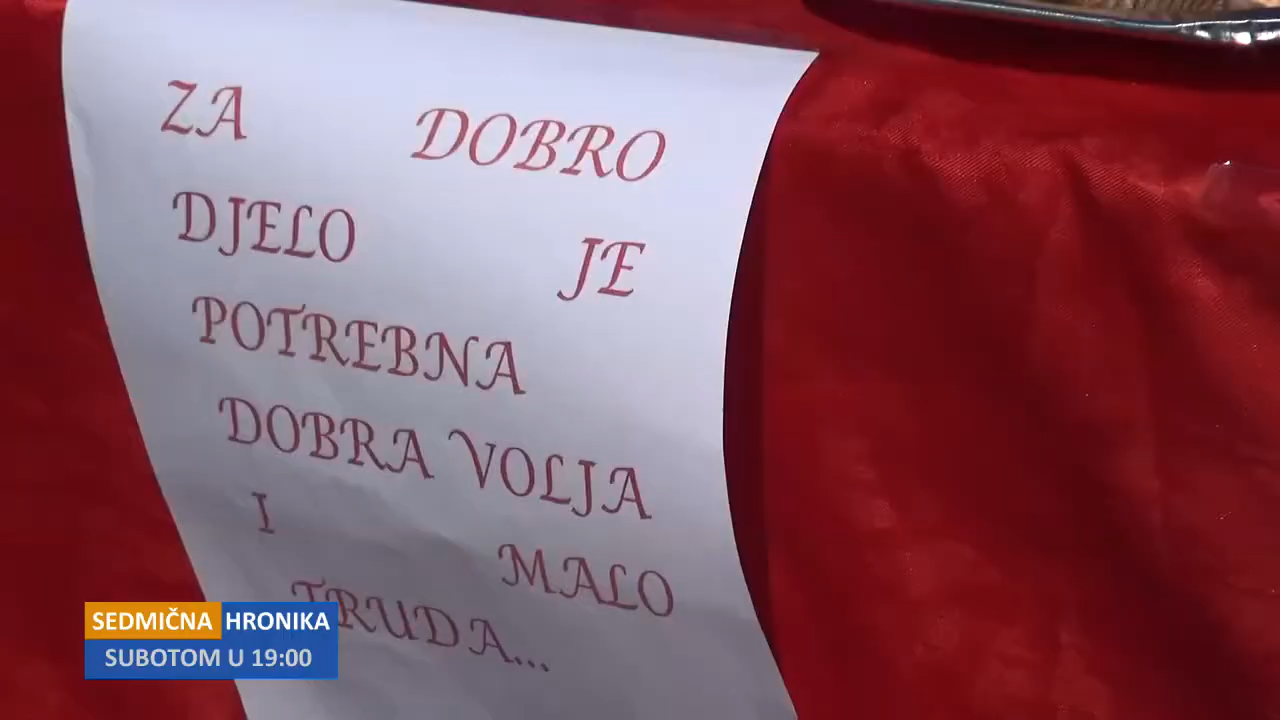 ZA DOBRO
DJELO JE
POTREBNA
DOBRA VOLJA
I MALO
TRUDA...
SEDMIČNA HRONIKA
SUBOTOM U 19:00